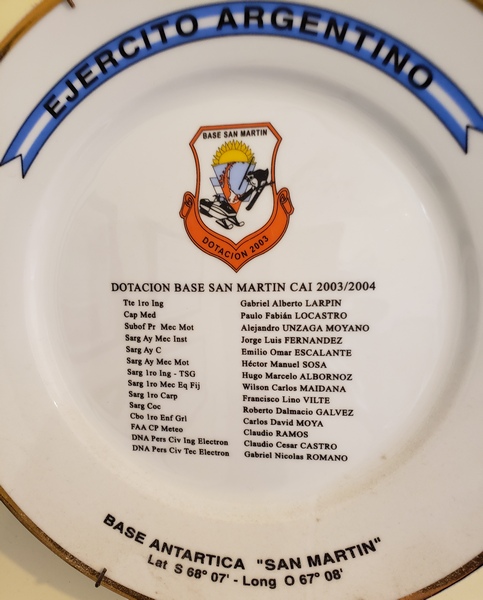 EJERCITO ARGENTINO
BASE SAN MARTIN
DOTACION 2003
DOTACION BASE SAN MARTIN CAI 2003/2004
Tte 1ro Ing Gabriel Alberto LARPIN
Cap Med Paulo Fabián LOCASTRO
Subof Pr Mec Mot Alejandro UNZAGA MOYANO
Sarg Ay Mec Inst Jorge Luis FERNANDEZ
Sarg Ay C Emilio Omar ESCALANTE
Sarg Ay Mec Mot Héctor Manuel SOSA
Sarg 1ro Ing - TSG Hugo Marcelo ALBORNOZ
Sarg 1ro Mec Eq Fij Wilson Carlos MAIDANA
Sarg 1ro Carp Francisco Lino VILTE
Sarg Coc Roberto Dalmacio GALVEZ
Cbo 1ro Enf Grl Carlos David MOYA
FAA CP Meteo Claudio RAMOS
DNA Pers Civ Ing Electron Claudio Cesar CASTRO
DNA Pers Civ Tec Electron Gabriel Nicolas ROMANO
BASE ANTARTICA "SAN MARTIN"
Lat S 68° 07' - Long O 67° 08'